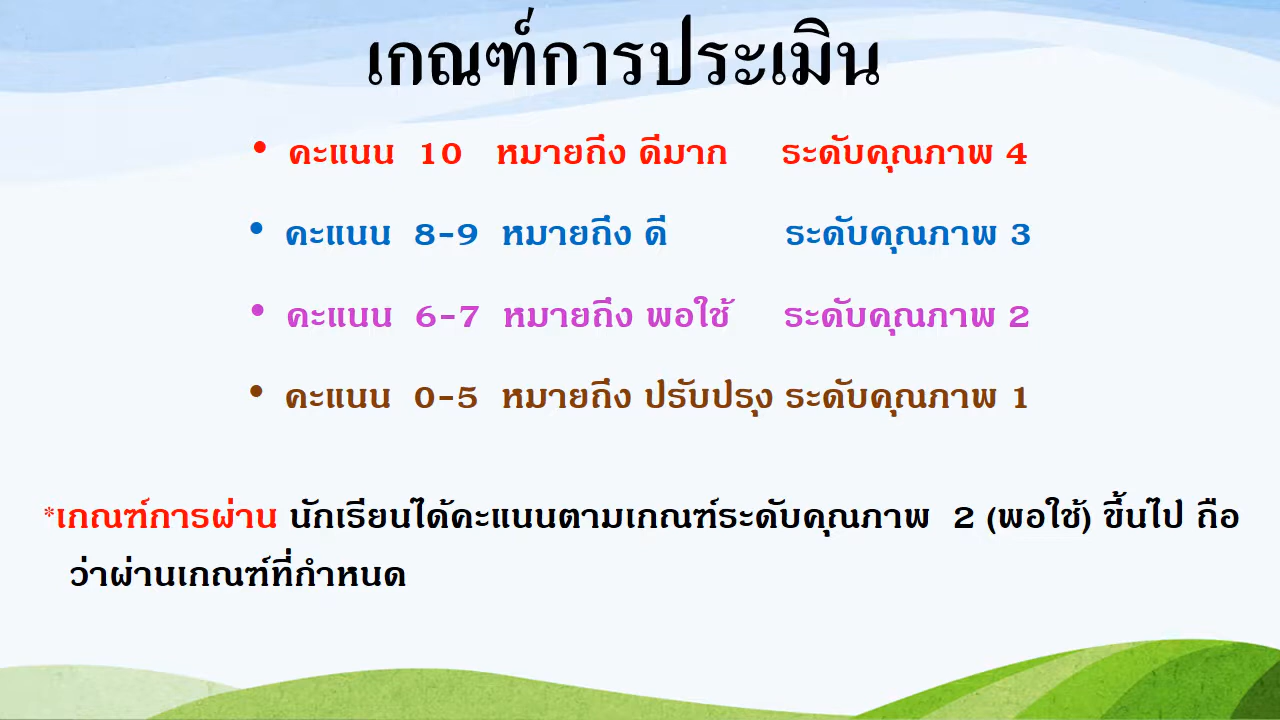 เกณฑ์การประเมิน
• คะแนน 10 หมายถึง ดีมาก ระดับคุณภาพ 4
• คะแนน 8-9 หมายถึง ดี ระดับคุณภาพ 3
• คะแนน 6-7 หมายถึง พอใช้ ระดับคุณภาพ 2
• คะแนน 0-5 หมายถึง ปรับปรุง ระดับคุณภาพ 1
*เกณฑ์การผ่าน นักเรียนได้คะแนนตามเกณฑ์ระดับคุณภาพ 2 (พอใช้) ขึ้นไป ถือ
ว่าผ่านเกณฑ์ที่กำหนด